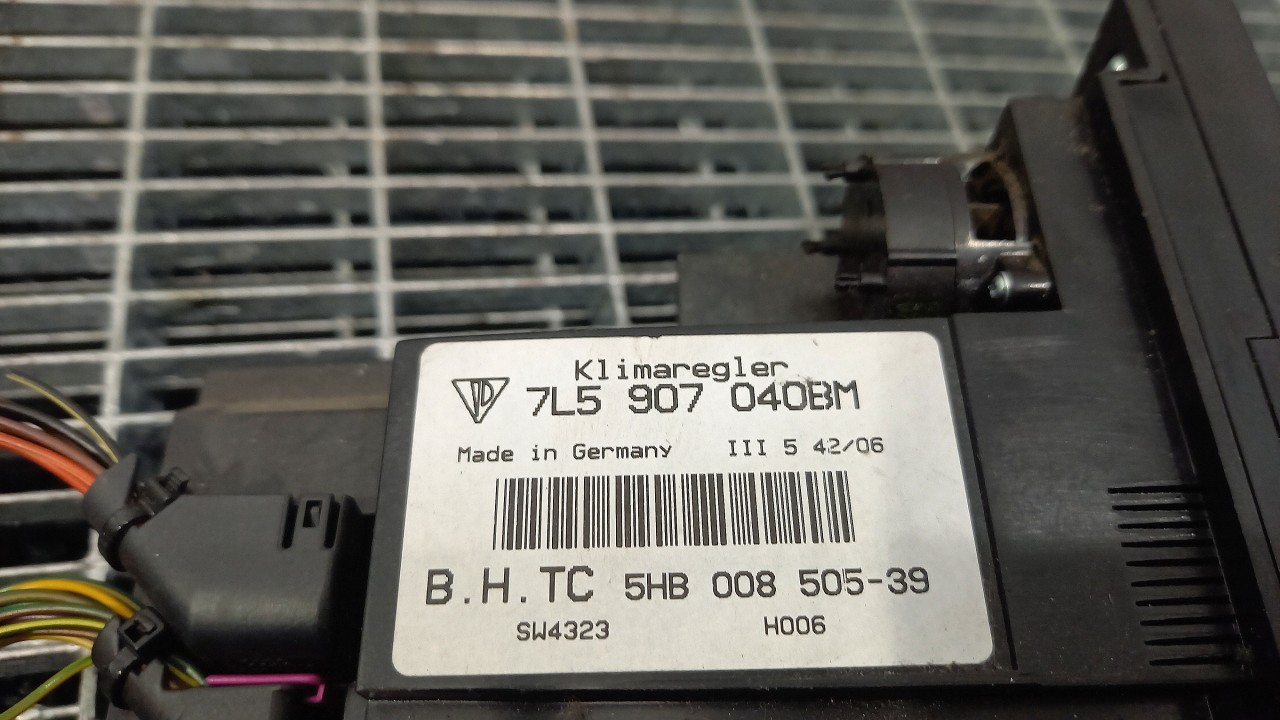 Klimaregler
7L5 907 040BM
Made in Germany III 5 42/06
B.H.TC 5HB 008 505-39
SW4323 H006